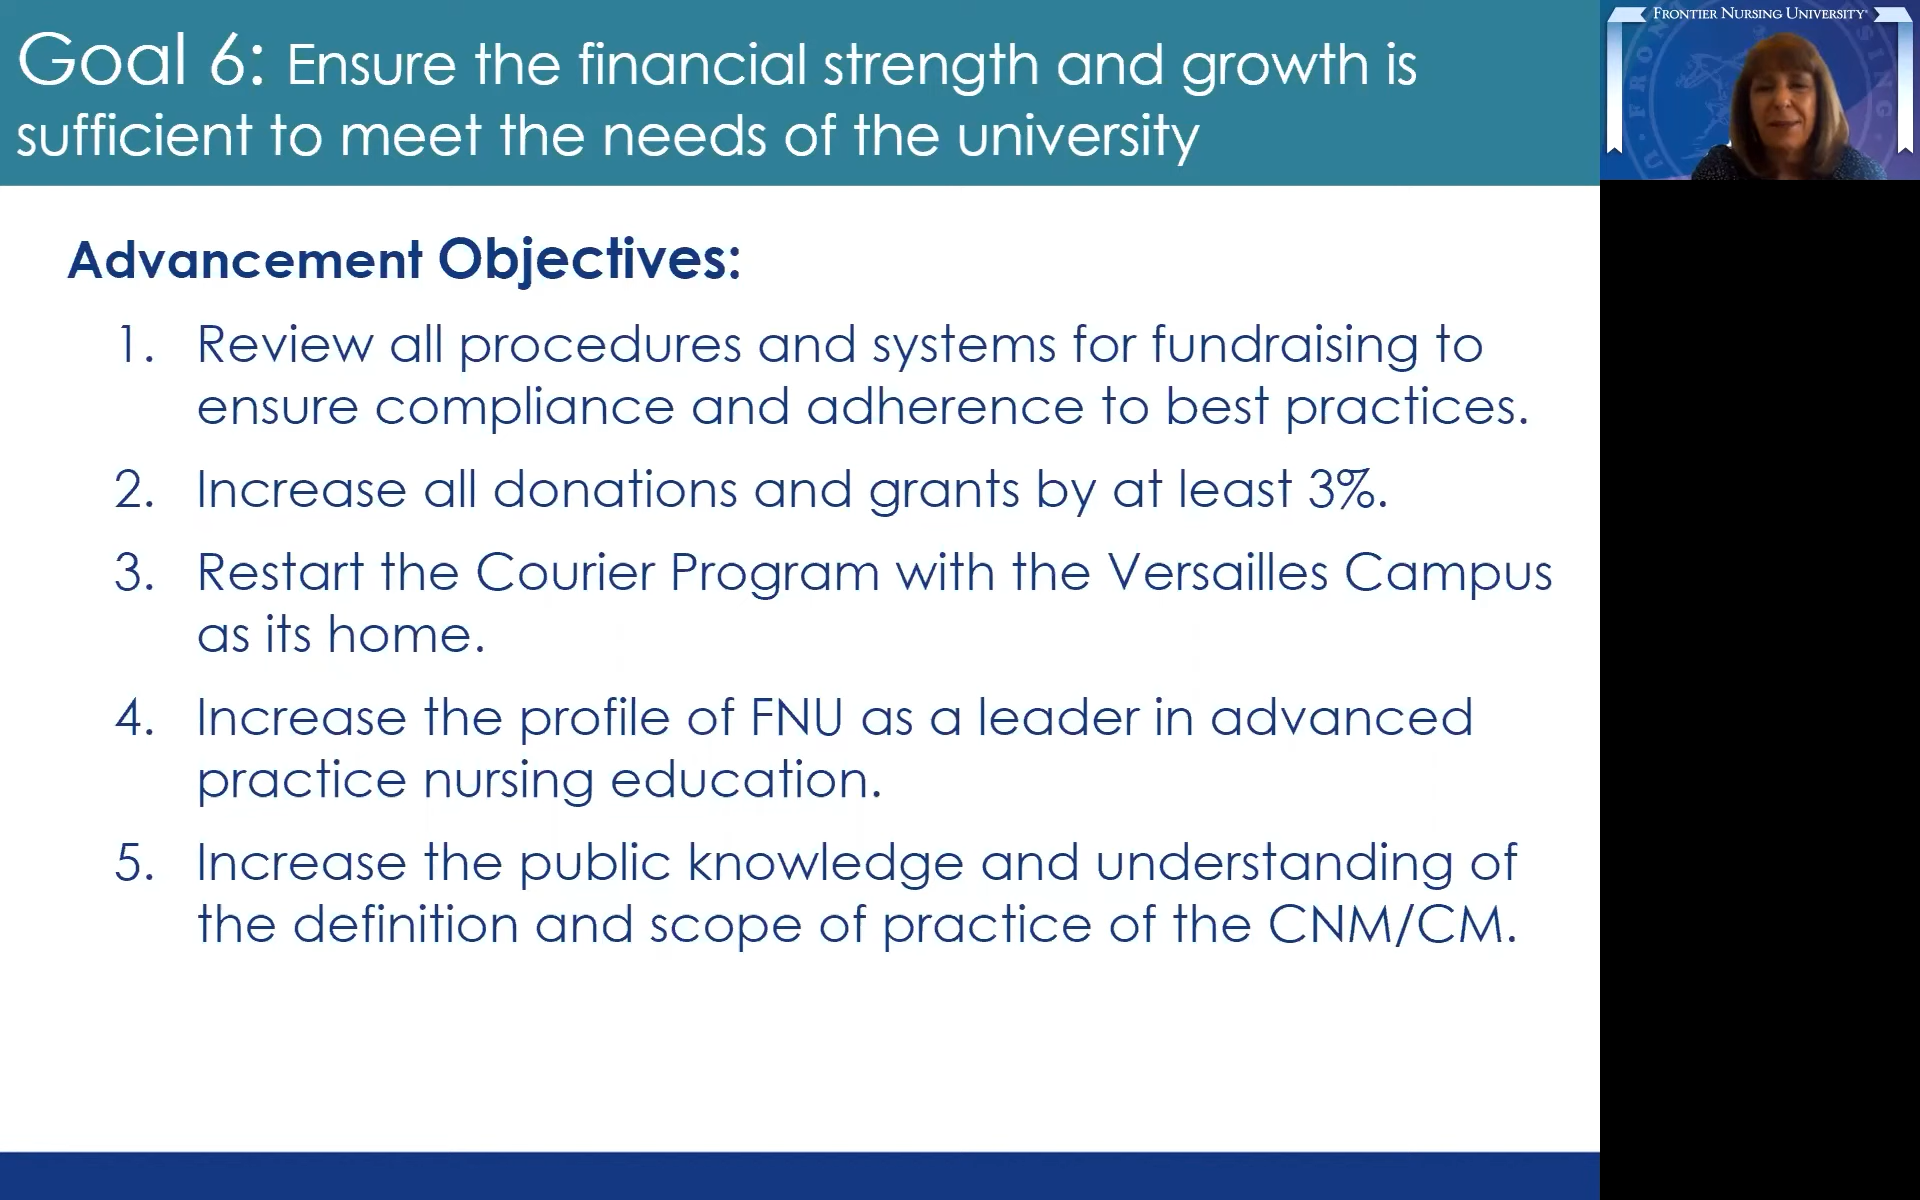 Goal 6: Ensure the financial strength and growth is
sufficient to meet the needs of the university
FRONTIER NURSING UNIVERSITY
Advancement Objectives:
1. Review all procedures and systems for fundraising to
ensure compliance and adherence to best practices.
2. Increase all donations and grants by at least 3%.
3. Restart the Courier Program with the Versailles Campus
as its home.
4. Increase the profile of FNU as a leader in advanced
practice nursing education.
5. Increase the public knowledge and understanding of
the definition and scope of practice of the CNM/CM.